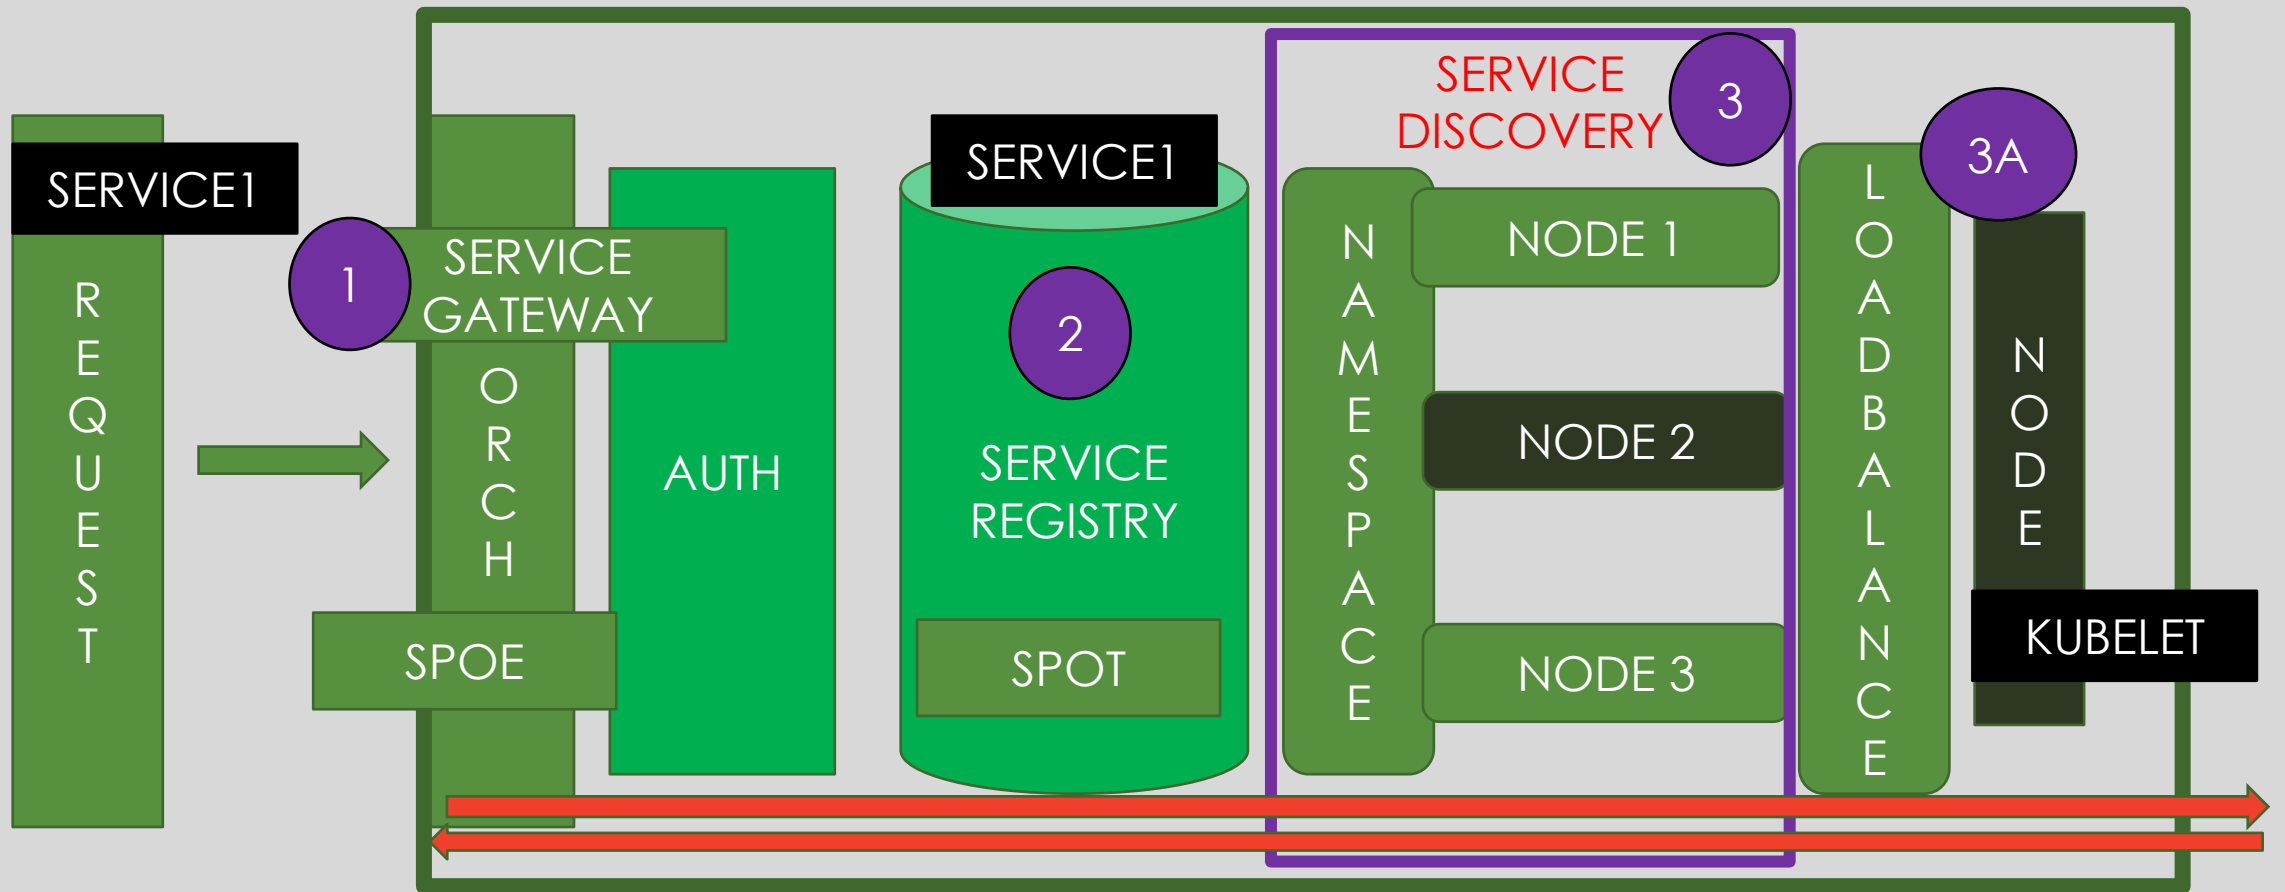 SERVICE1
REQUEST
1
SERVICE
GATEWAY
ORCH
SPOE
AUTH
SERVICE1
2
SERVICE
REGISTRY
SPOT
SERVICE
DISCOVERY
3
NAMESPACE
NODE 1
NODE 2
NODE 3
LOADBALANCE
3A
NODE
KUBELET